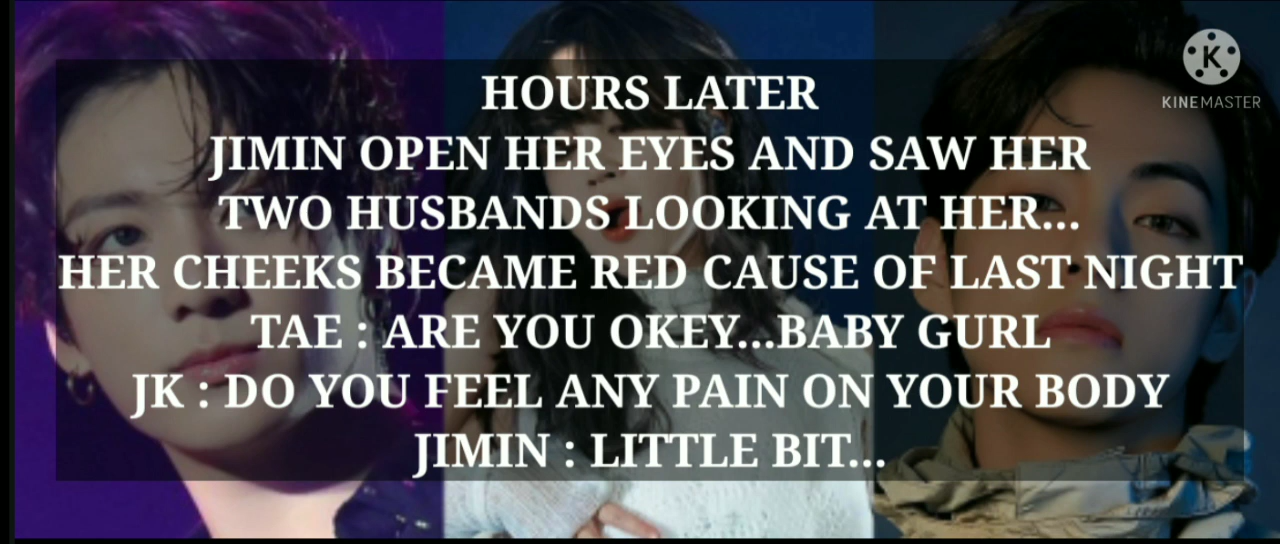 K
KINEMASTER
HOURS LATER
JIMIN OPEN HER EYES AND SAW HER
TWO HUSBANDS LOOKING AT HER...
HER CHEEKS BECAME RED CAUSE OF LAST NIGHT
TAE : ARE YOU OKEY...BABY GURL
JK : DO YOU FEEL ANY PAIN ON YOUR BODY
JIMIN : LITTLE BIT...